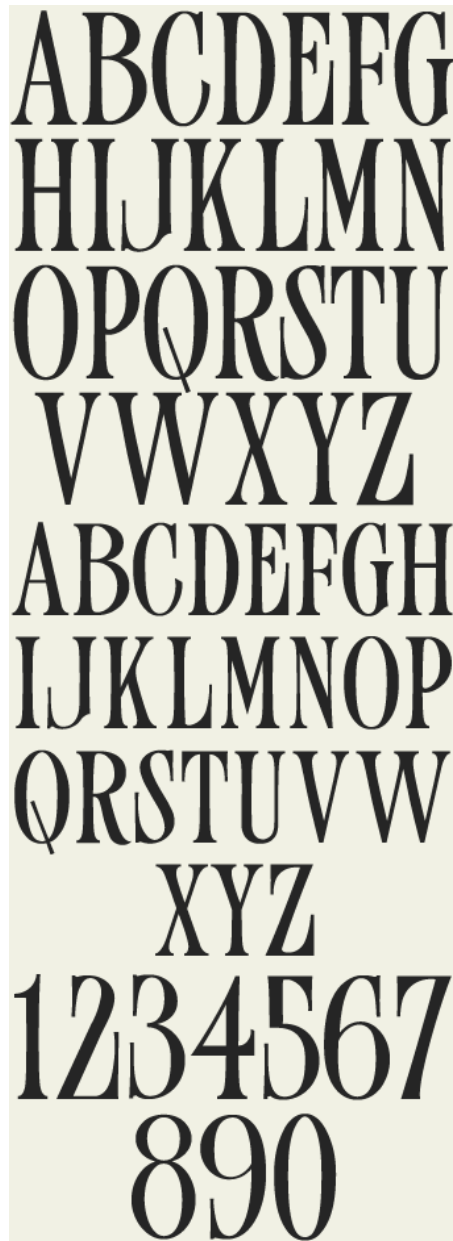 ABCDEFG
HIJKLMN
OPQRSTU
VWXYZ
ABCDEFGH
IJKLMNOP
QRSTUVW
XYZ
1234567
890